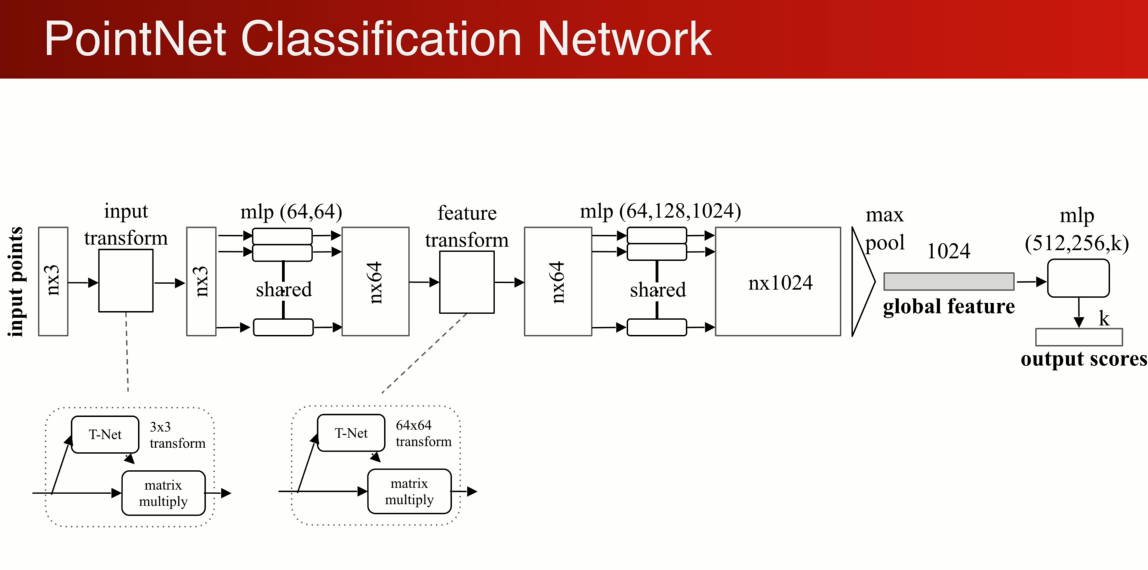 PointNet Classification Network
input points
nx3
input
transform
nx3
mlp (64,64)
shared
nx64
feature
transform
nx64
mlp (64,128,1024)
shared
nx1024
max
pool
1024
global feature
mlp
(512,256,k)
k
output scores
T-Net
3x3
transform
matrix
multiply
T-Net
64x64
transform
matrix
multiply